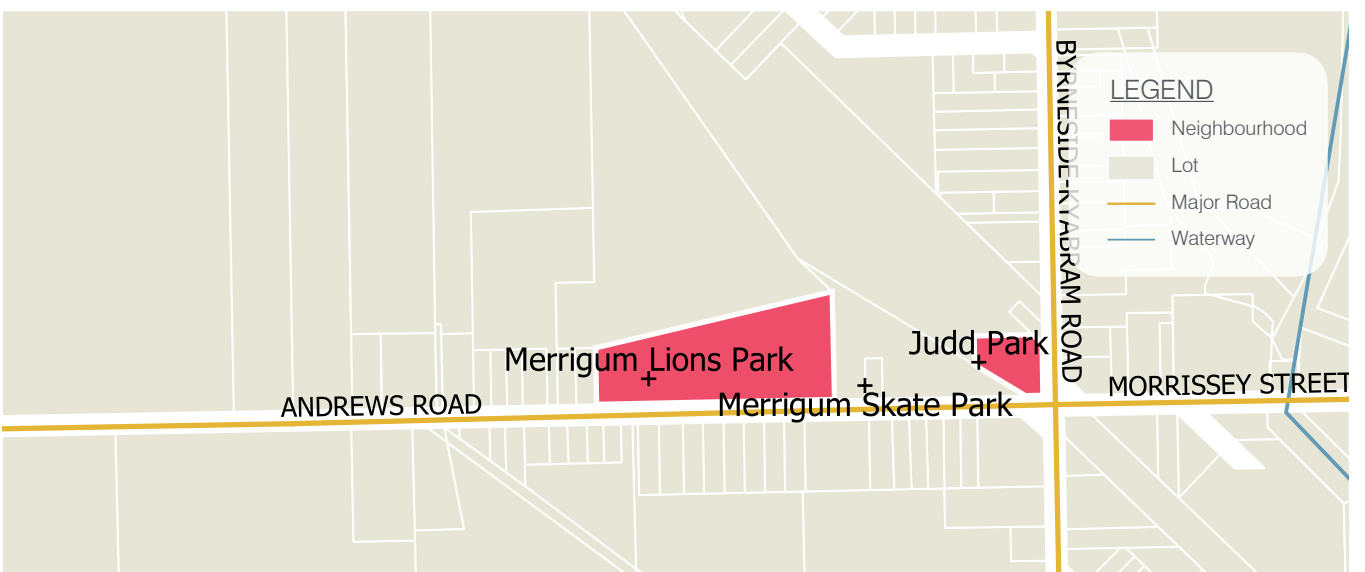 BYRNESIDE-KYABRAM ROAD
LEGEND
Neighbourhood
Lot
Major Road
Waterway
Judd Park
Merrigum Lions Park
MORRISSEY STREET
ANDREWS ROAD
Merrigum Skate Park